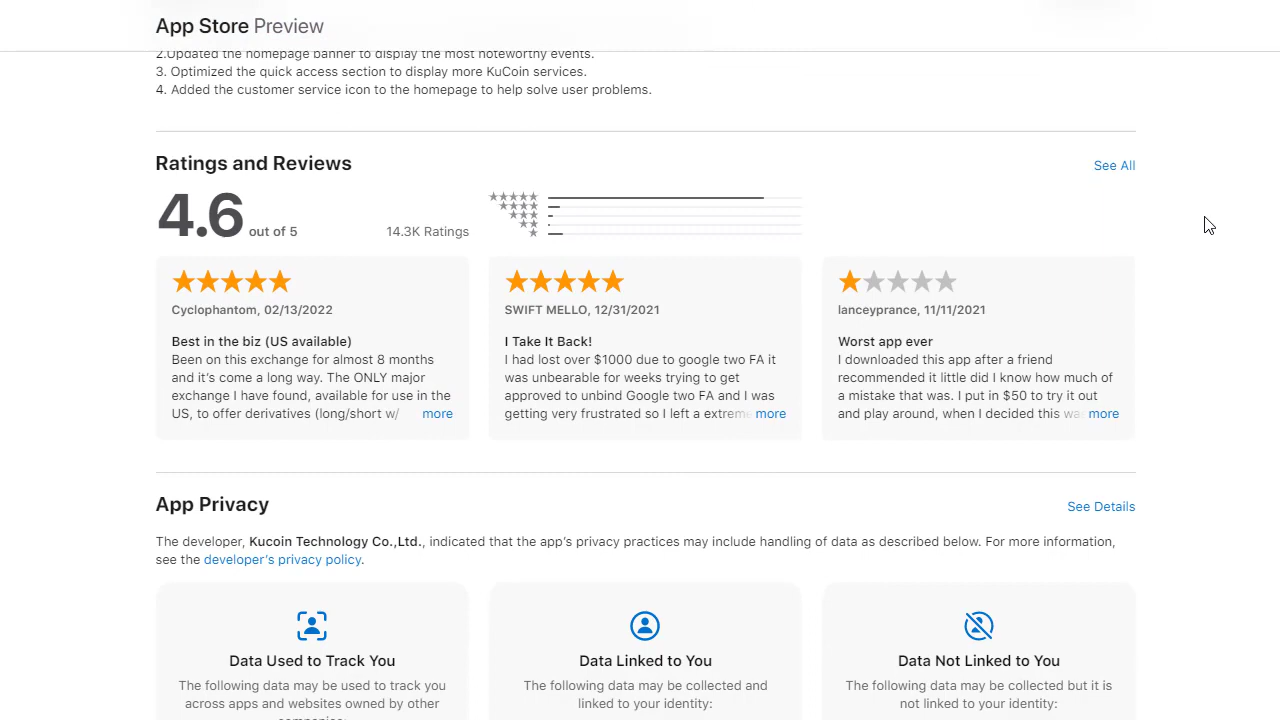 App Store Preview
2.Updated the homepage banner to display the most noteworthy events.
3. Optimized the quick access section to display more KuCoin services.
4. Added the customer service icon to the homepage to help solve user problems.
Ratings and Reviews
See All
4.6 out of 5
14.3K Ratings
Cyclophantom, 02/13/2022
Best in the biz (US available)
Been on this exchange for almost 8 months
and it’s come a long way. The ONLY major
exchange I have found, available for use in the
US, to offer derivatives (long/short w/ more
SWIFT MELLO, 12/31/2021
I Take It Back!
I had lost over $1000 due to google two FA it
was unbearable for weeks trying to get
approved to unbind Google two FA and I was
getting very frustrated so I left a extreme more
lanceyprance, 11/11/2021
Worst app ever
I downloaded this app after a friend
recommended it little did I know how much of
a mistake that was. I put in $50 to try it out
and play around, when I decided this was more
App Privacy
See Details
The developer, Kucoin Technology Co.,Ltd., indicated that the app’s privacy practices may include handling of data as described below. For more information,
see the developer’s privacy policy.
Data Used to Track You
The following data may be used to track you
across apps and websites owned by other
companies:
Data Linked to You
The following data may be collected and
linked to your identity:
Data Not Linked to You
The following data may be collected but it is
not linked to your identity: